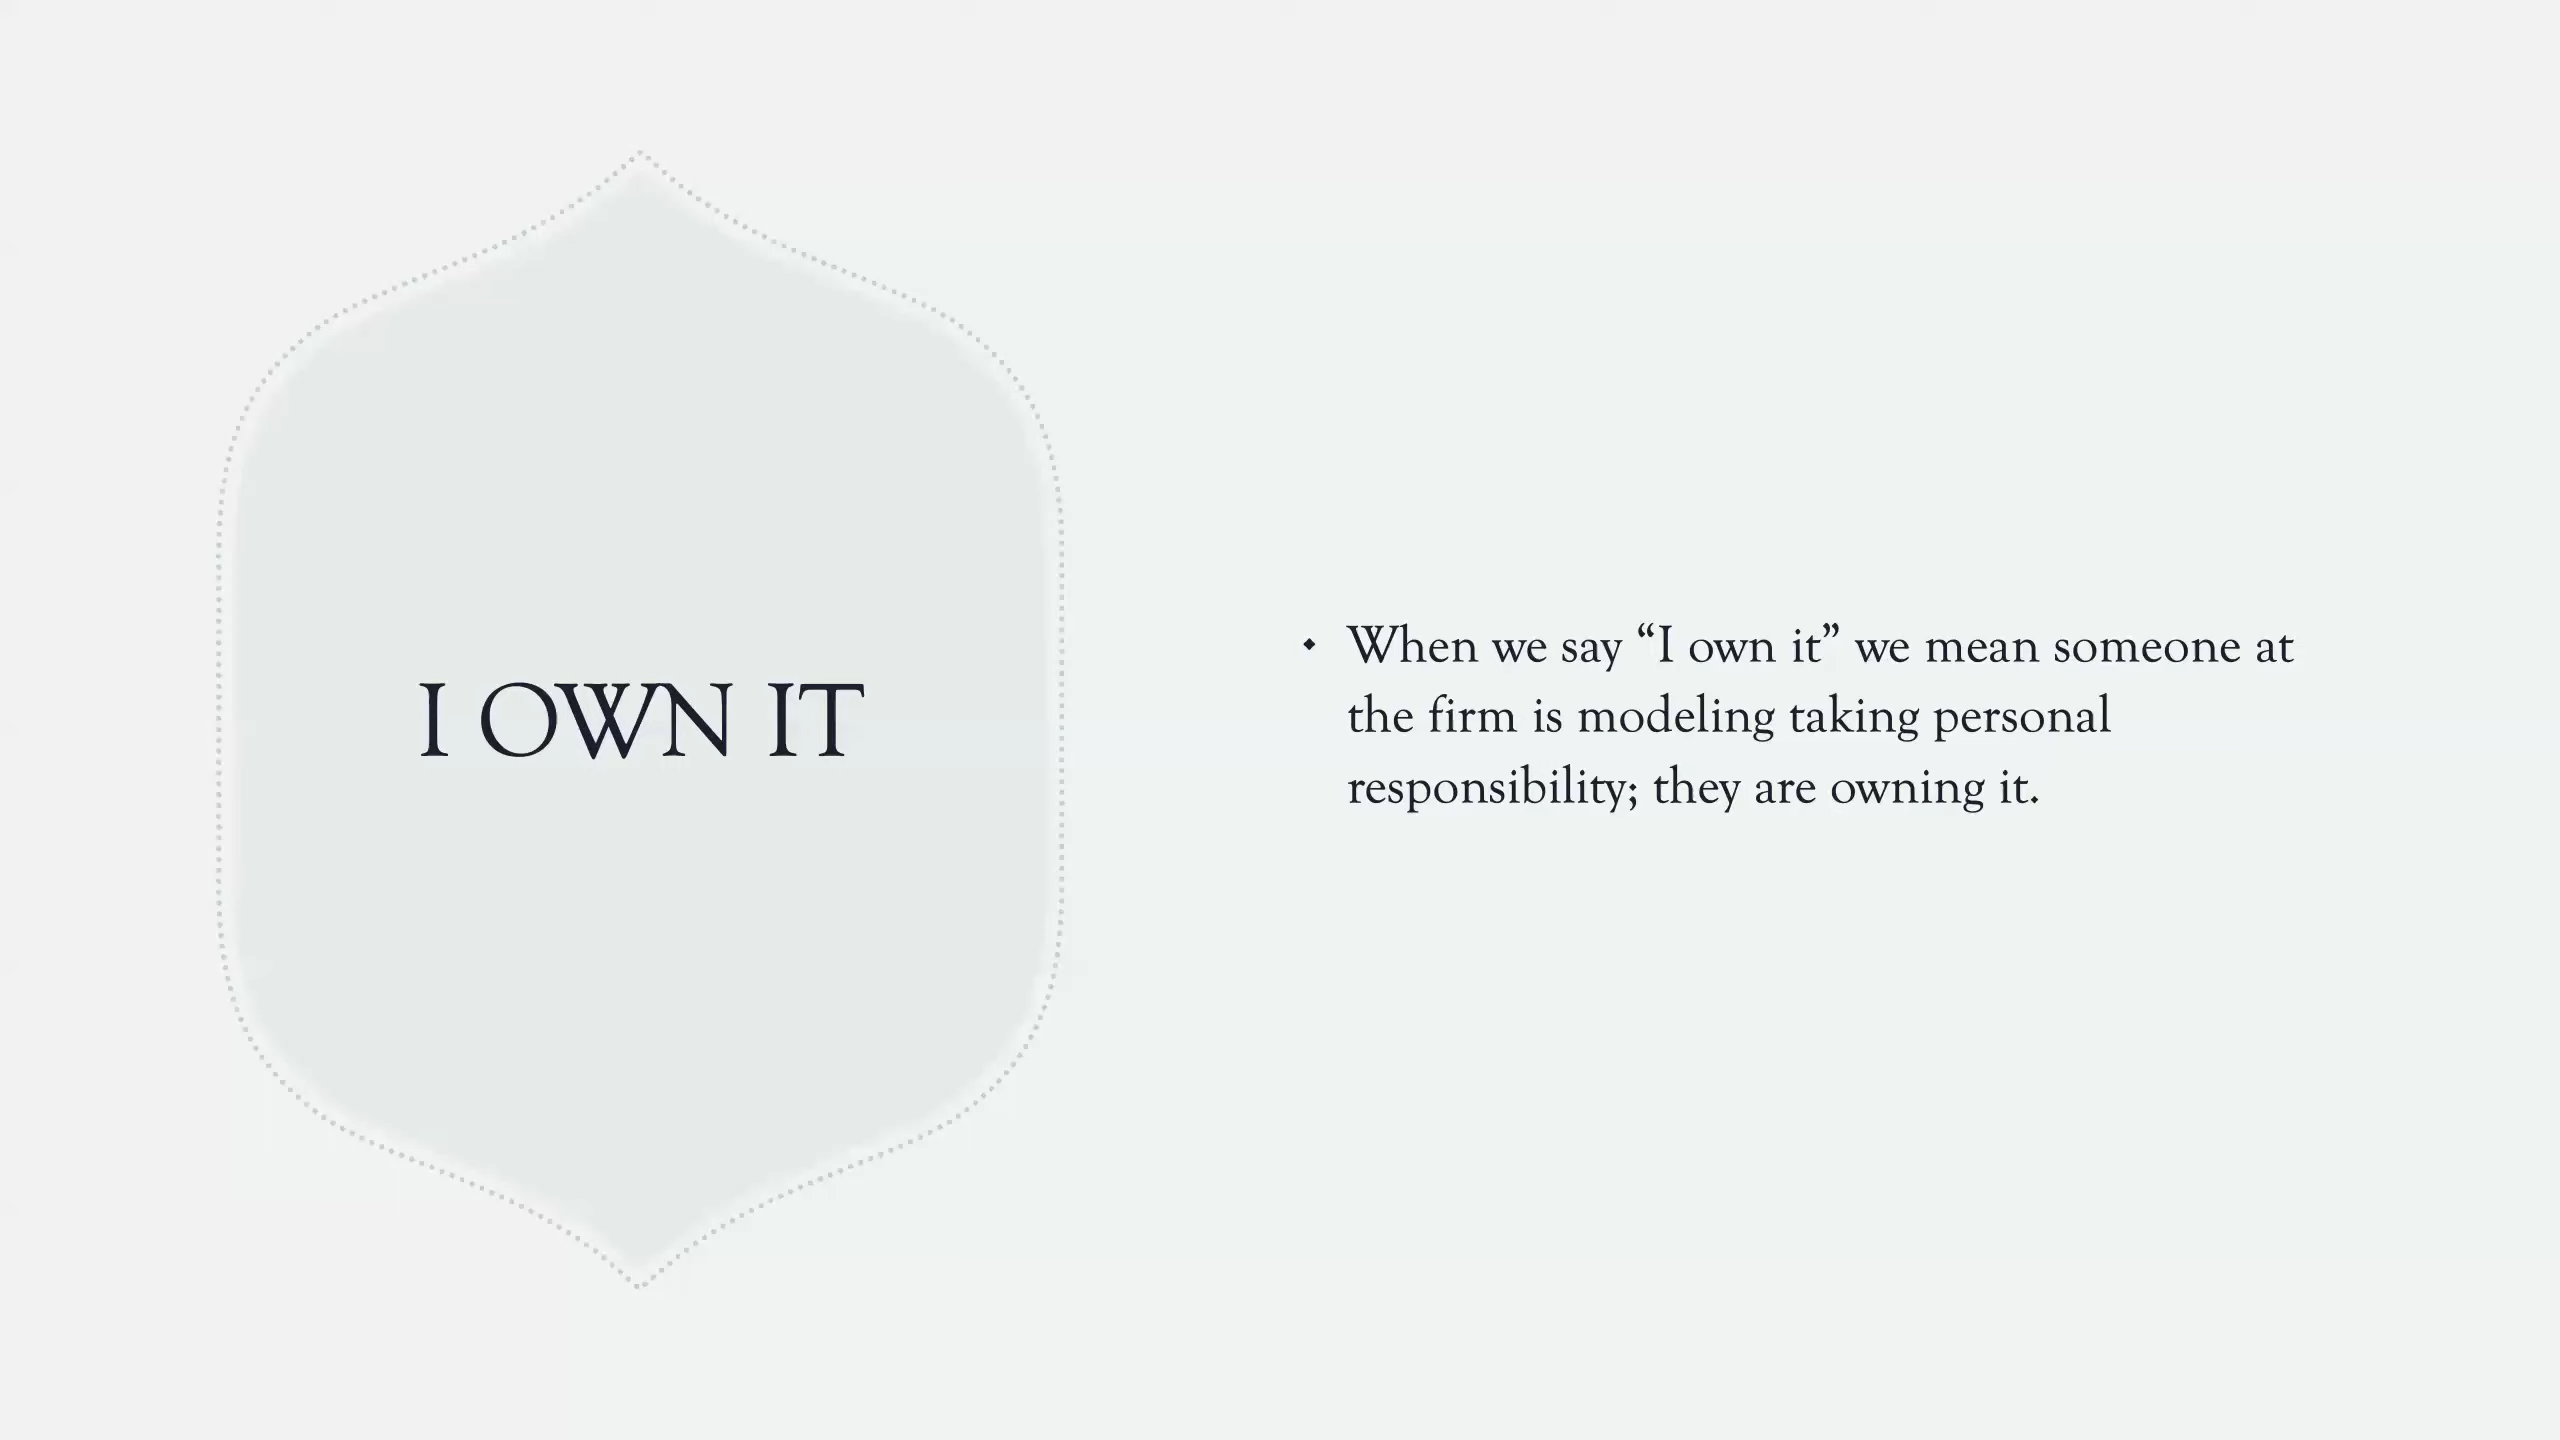 I OWN IT
When we say “I own it” we mean someone at
the firm is modeling taking personal
responsibility; they are owning it.